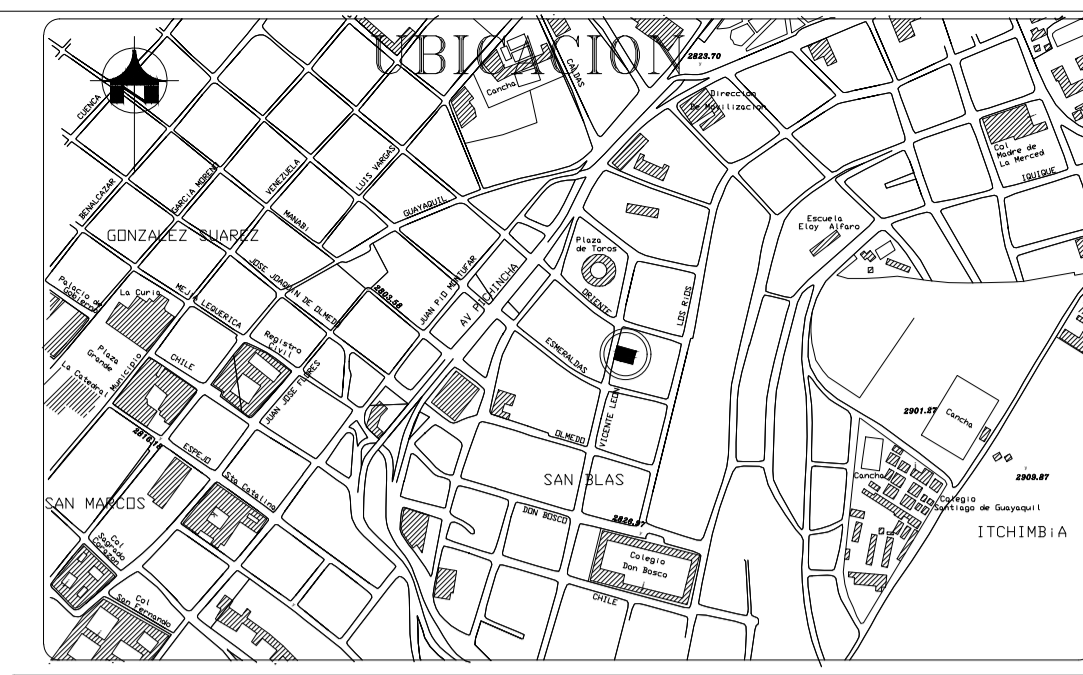 UBICACION
2823.70
CALDAS
Cancha
Direccion
De Movilizacion
CUENCA
Col
Madre de
La Merced
IQUIQUE
LUIS VARGAS
VENEZUELA
GARCiA MORENO
BENALCAZAR
GUAYAQUIL
MANABi
Escuela
Eloy Alfaro
GONZALEZ SUAREZ
Plaza
de Toros
JOSE JOAQUIN DE OLMEDO
JUAN PIO MONTUFAR
AV PICHINCHA
Palacio de
Gobierno
La Curia
MEJIA LEQUERICA
2803.58
ORIENTE
LOS RIOS
Registro
Civil
ESMERALDAS
Plaza
Grande
CHILE
La Catedral
Municipio
JUAN JOSE FLORES
VICENTE LEON
2901.27
Cancha
OLMEDO
ESPEJO
Sta Catalina
SAN BLAS
Cancha
2909.87
SAN MARCOS
Colegio
Santiago de Guayaquil
DON BOSCO
2826.97
ITCHIMBiA
Col
Sagrado
Corazon
Colegio
Don Bosco
CHILE
Col
San Fernando